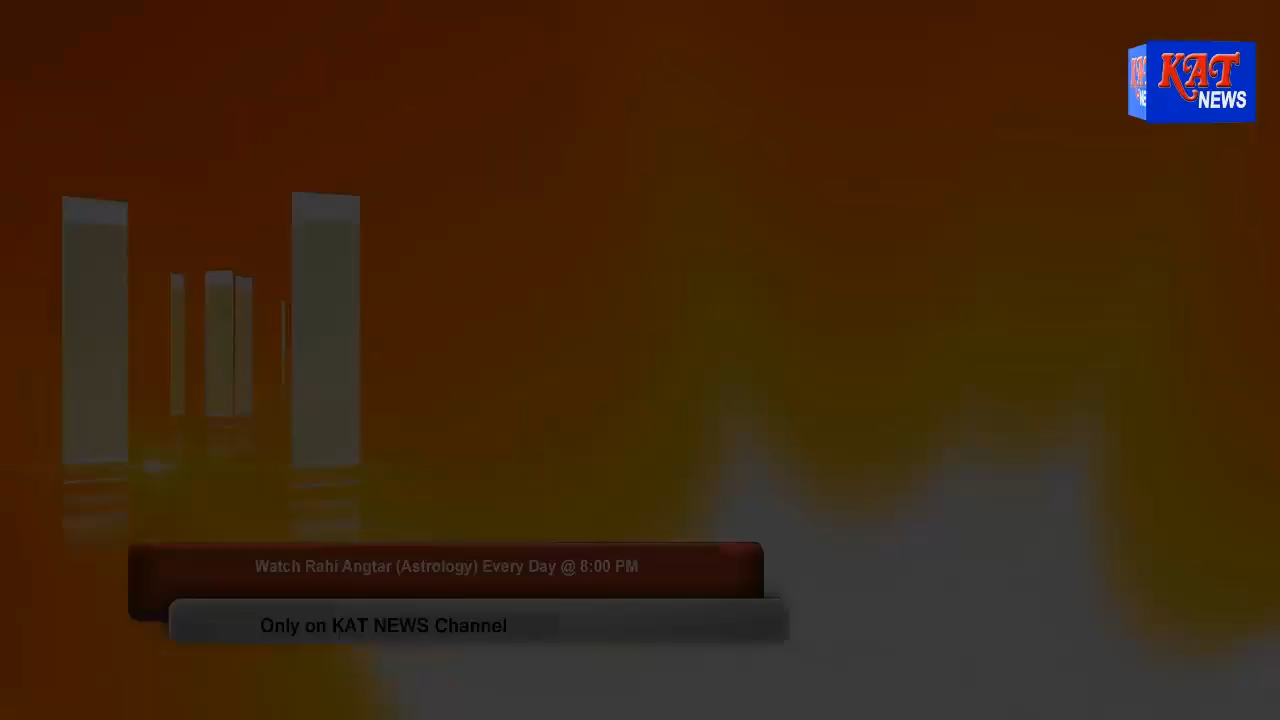 KAT
NEWS
Watch Rahi Angtar (Astrology) Every Day @ 8:00 PM
Only on KAT NEWS Channel